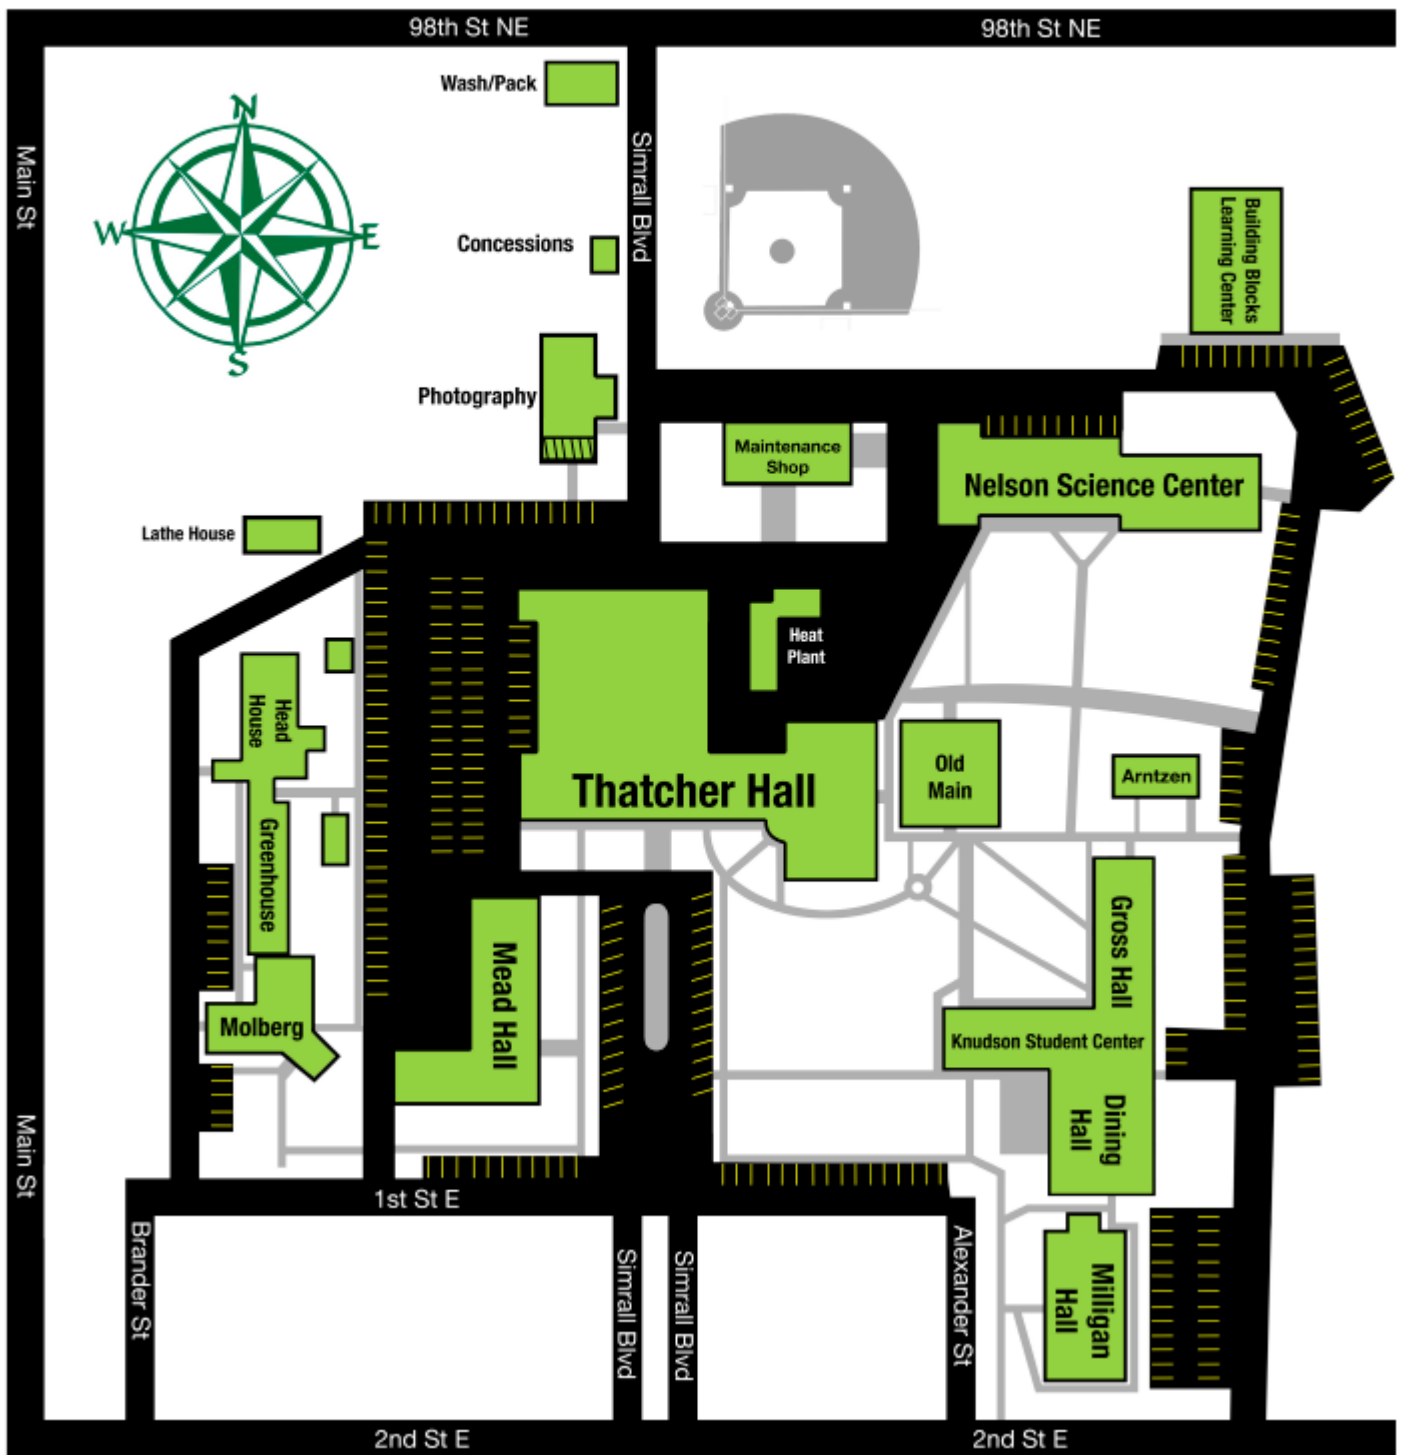 98th St NE
98th St NE
Wash/Pack
N
W
E
S
Main St
Simrall Blvd
Building Blocks
Learning Center
Concessions
Photography
Maintenance
Shop
Nelson Science Center
Lathe House
Heat
Plant
Head
House
Thatcher Hall
Old
Main
Arntzen
Greenhouse
Gross Hall
Mead Hall
Molberg
Knudson Student Center
Dining
Hall
Main St
1st St E
Brander St
Simrall Blvd
Simrall Blvd
Alexander St
Milligan
Hall
2nd St E
2nd St E